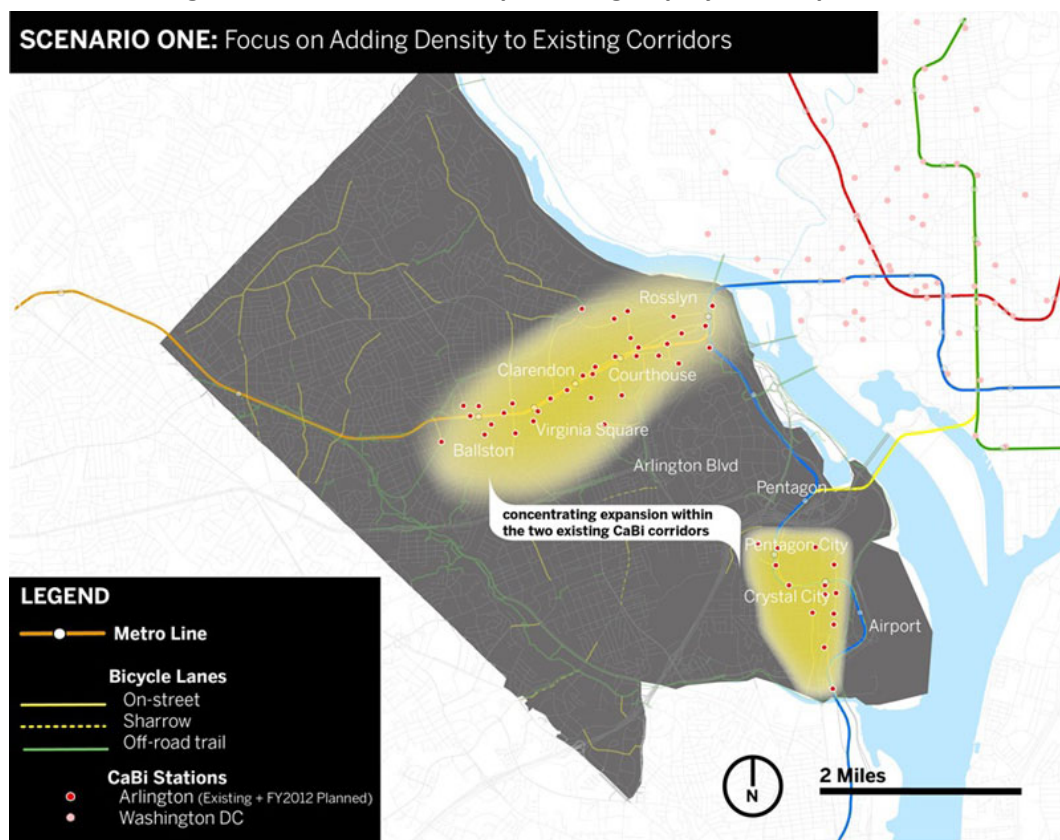 SCENARIO ONE: Focus on Adding Density to Existing Corridors
Rosslyn
Clarendon
Courthouse
Virginia Square
Ballston
Arlington Blvd
Pentagon
concentrating expansion within
the two existing CaBi corridors
Pentagon City
Crystal City
Airport
LEGEND
Metro Line
Bicycle Lanes
On-street
Sharrow
Off-road trail
CaBi Stations
Arlington (Existing + FY2012 Planned)
Washington DC
N
2 Miles